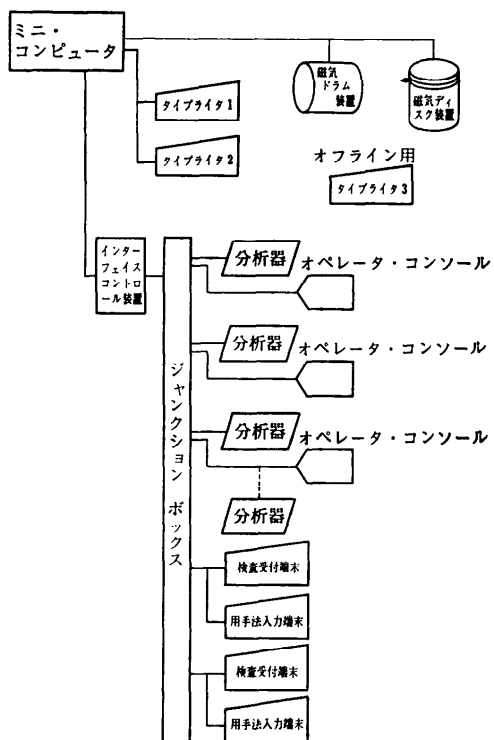 ミニ・
コンピュータ
タイプライタ1
タイプライタ2
磁気
ドラム
装置
磁気ディ
スク装置
オフライン用
タイプライタ3
インター
フェイス
コントロ
ール装置
ジャンクション ボックス
分析器
オペレータ・コンソール
分析器
オペレータ・コンソール
分析器
オペレータ・コンソール
分析器
検査受付端末
用手法入力端末
検査受付端末
用手法入力端末